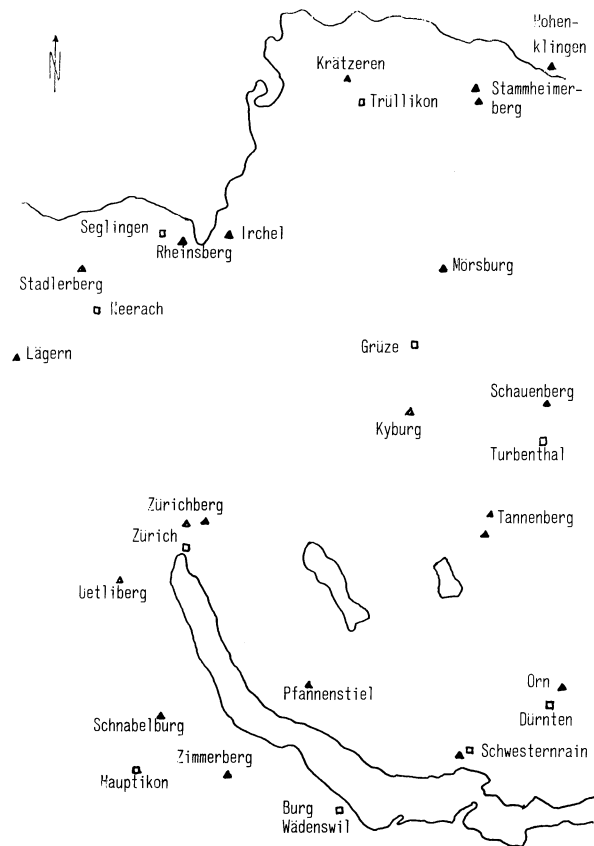 Hohen-
klingen
N
Krätzeren
Stammheimer-
berg
Trüllikon
Seglingen
Irchel
Rheinsberg
Mörsburg
Stadlerberg
Neerach
Grüze
Lägern
Schauenberg
Kyburg
Turbenthal
Zürichberg
Tannenberg
Zürich
Uetliberg
Orn
Pfannenstiel
Dürnten
Schnabelburg
Schwesternrain
Zimmerberg
Hauptikon
Burg
Wädenswil